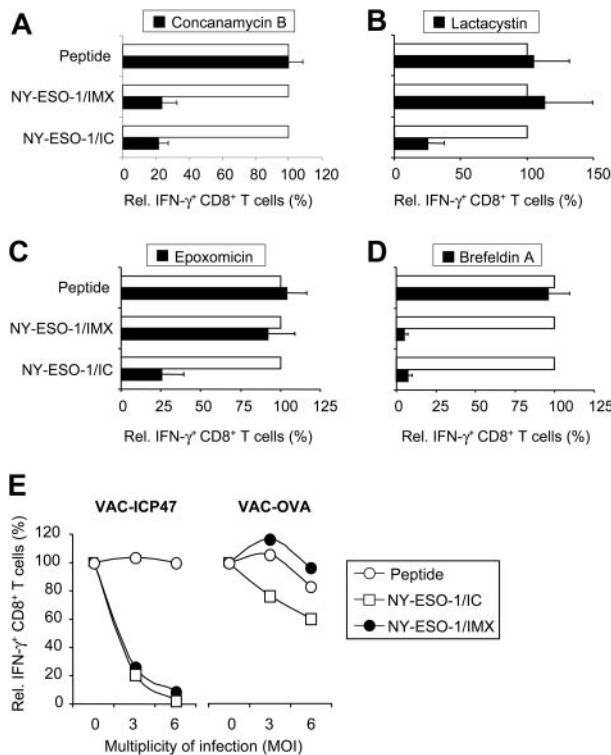 A
■ Concanamycin B
Peptide
NY-ESO-1/IMX
NY-ESO-1/IC
0 20 40 60 80 100 120
Rel. IFN-γ⁺ CD8⁺ T cells (%)
B
■ Lactacystin
0 50 100 150
Rel. IFN-γ⁺ CD8⁺ T cells (%)
C
■ Epoxomicin
Peptide
NY-ESO-1/IMX
NY-ESO-1/IC
0 25 50 75 100 125
Rel. IFN-γ⁺ CD8⁺ T cells (%)
D
■ Brefeldin A
0 25 50 75 100 125
Rel. IFN-γ⁺ CD8⁺ T cells (%)
E
VAC-ICP47
VAC-OVA
Rel. IFN-γ⁺ CD8⁺ T cells (%)
120
100
80
60
40
20
0
0 3 6
0 3 6
Multiplicity of infection (MOI)
Peptide
NY-ESO-1/IC
NY-ESO-1/IMX